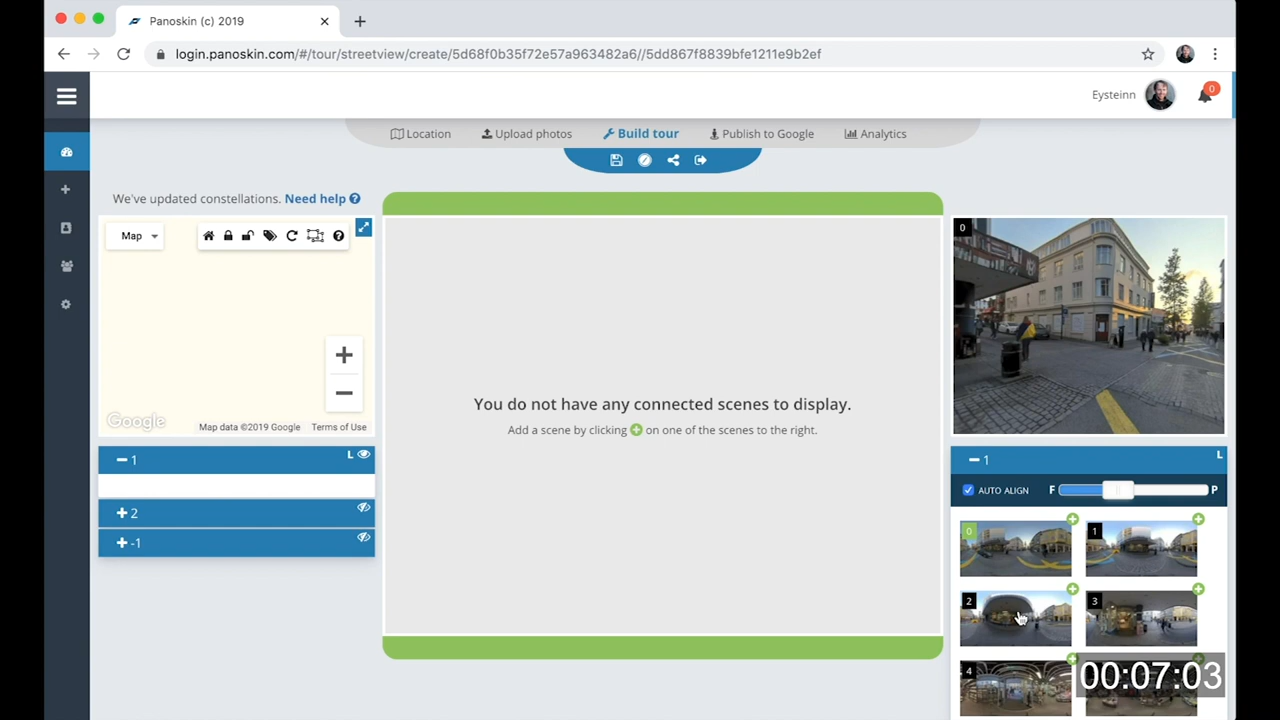 Panoskin (c) 2019
login.panoskin.com/#/tour/streetview/create/5d68f0b35f72e57a963482a6//5dd867f8839bfe1211e9b2ef
Eysteinn
0
Location
Upload photos
Build tour
Publish to Google
Analytics
We've updated constellations. Need help
Map
Google
Map data ©2019 Google
Terms of Use
1
L
2
-1
You do not have any connected scenes to display.
Add a scene by clicking on one of the scenes to the right.
0
1
L
AUTO ALIGN
F
P
0
1
2
3
4
00:07:03